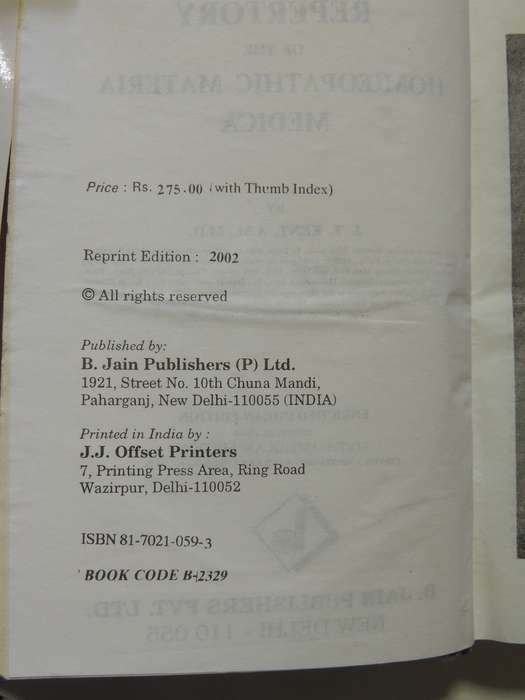 Price : Rs. 275.00 (with Thumb Index)
Reprint Edition : 2002
© All rights reserved
Published by:
B. Jain Publishers (P) Ltd.
1921, Street No. 10th Chuna Mandi,
Paharganj, New Delhi-110055 (INDIA)
Printed in India by :
J.J. Offset Printers
7, Printing Press Area, Ring Road
Wazirpur, Delhi-110052
ISBN 81-7021-059-3
BOOK CODE B-2329